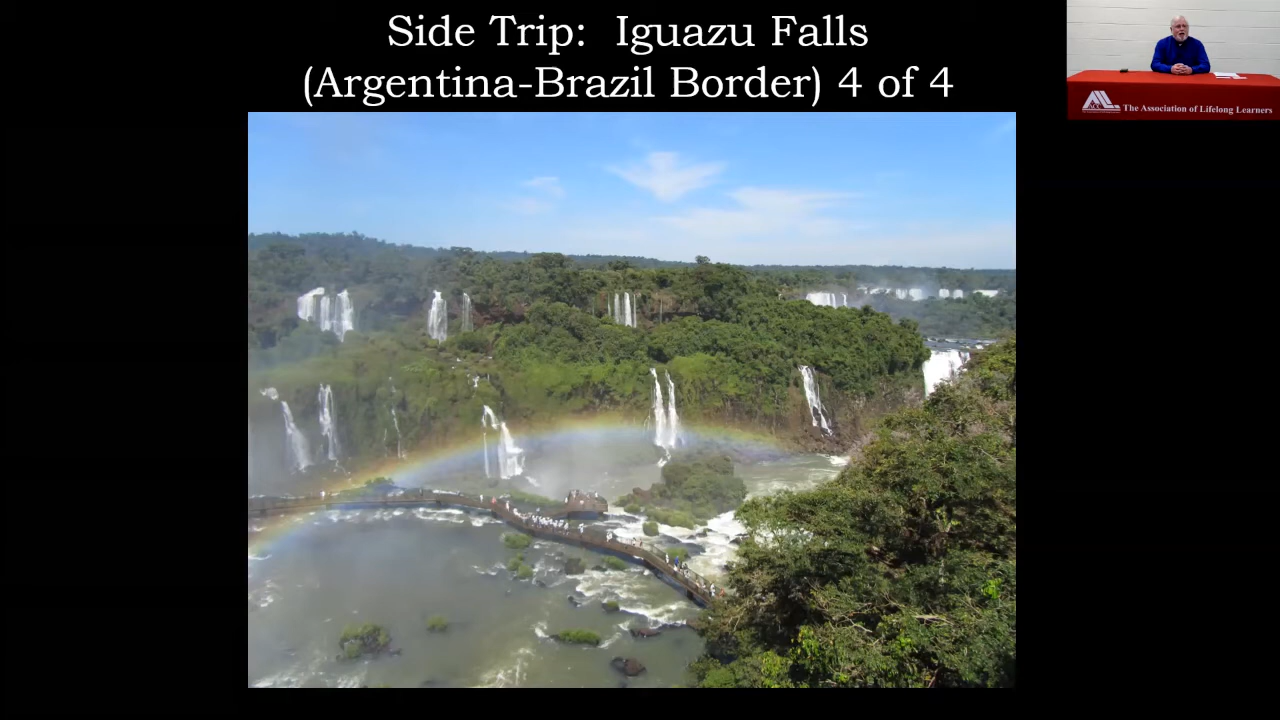 Side Trip:  Iguazu Falls
(Argentina-Brazil Border) 4 of 4
The Association of Lifelong Learners